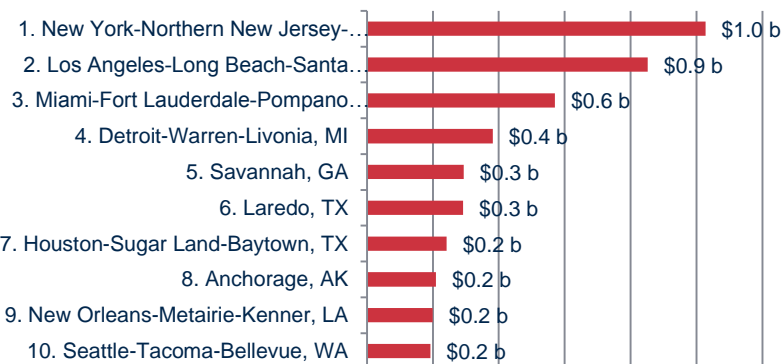 1. New York-Northern New Jersey-… $1.0 b
2. Los Angeles-Long Beach-Santa… $0.9 b
3. Miami-Fort Lauderdale-Pompano… $0.6 b
4. Detroit-Warren-Livonia, MI $0.4 b
5. Savannah, GA $0.3 b
6. Laredo, TX $0.3 b
7. Houston-Sugar Land-Baytown, TX $0.2 b
8. Anchorage, AK $0.2 b
9. New Orleans-Metairie-Kenner, LA $0.2 b
10. Seattle-Tacoma-Bellevue, WA $0.2 b